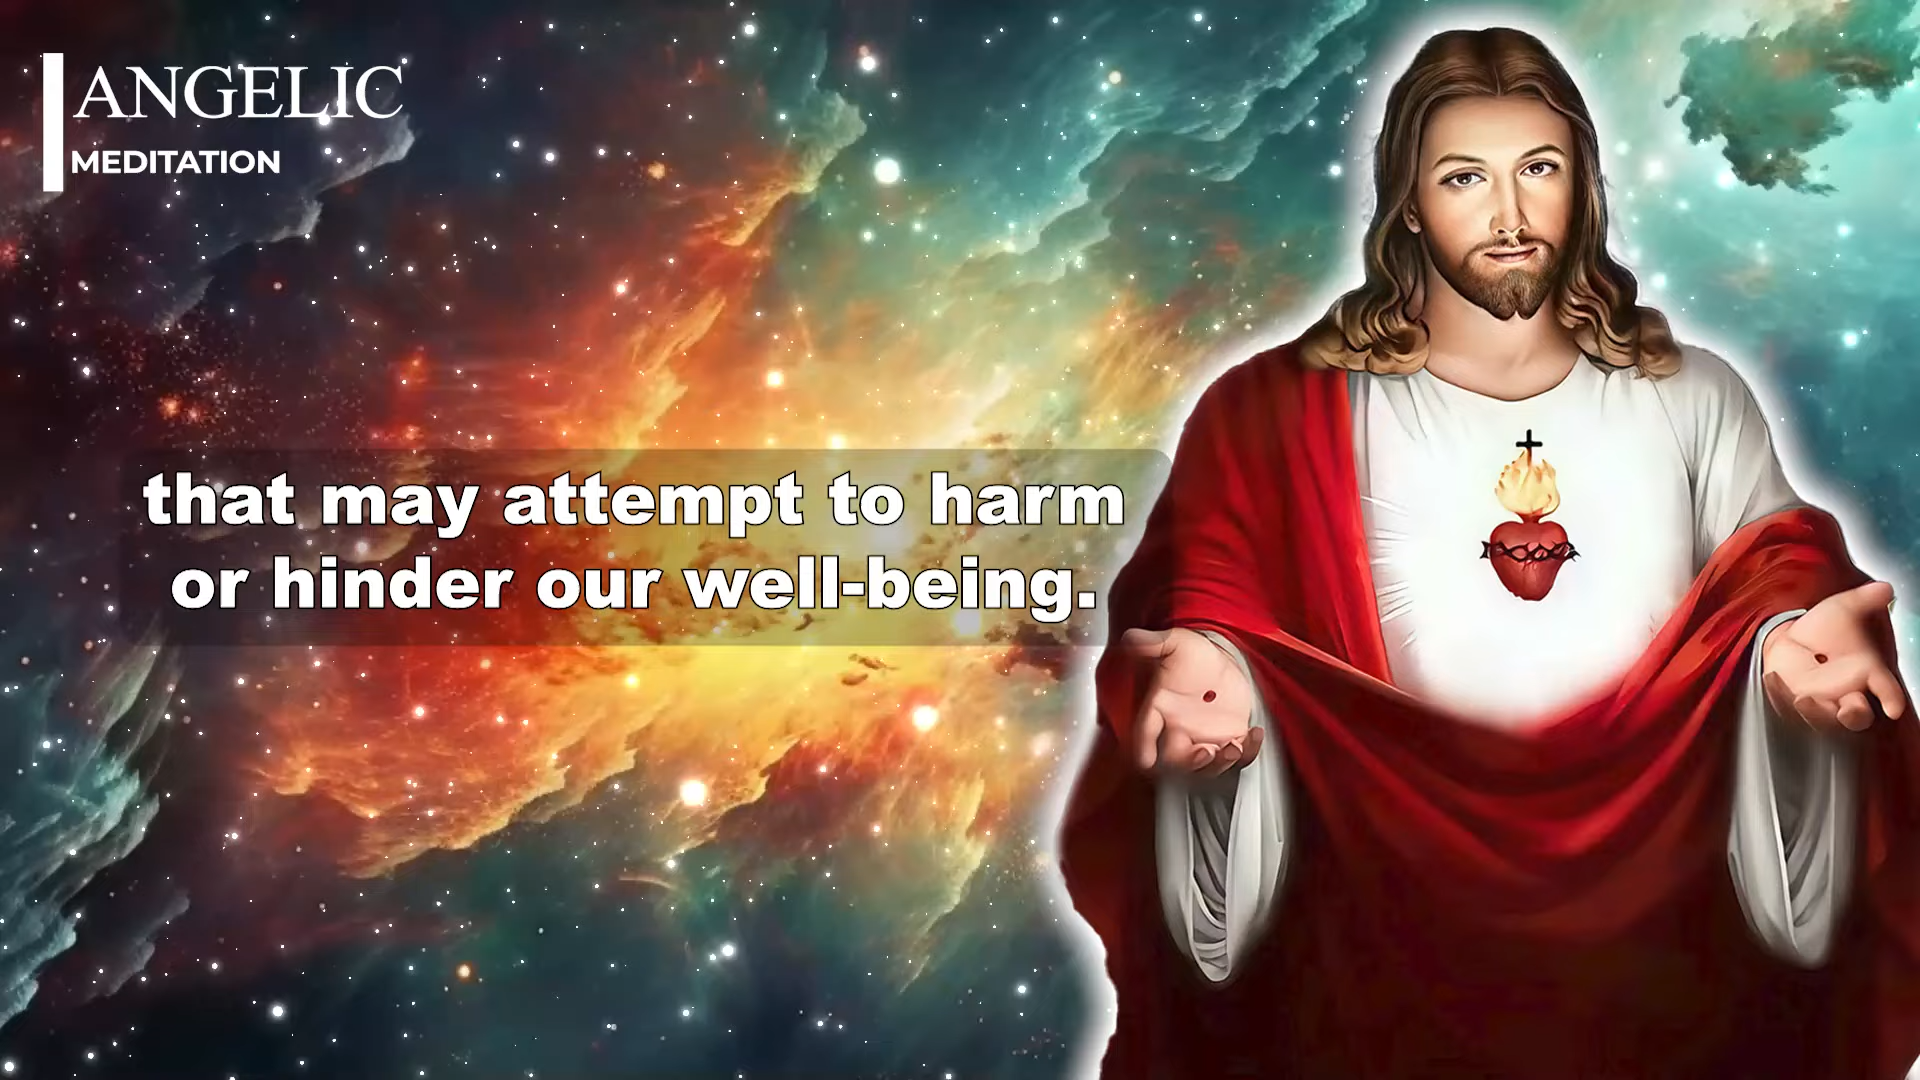 ANGELIC
MEDITATION
that may attempt to harm
or hinder our well-being.